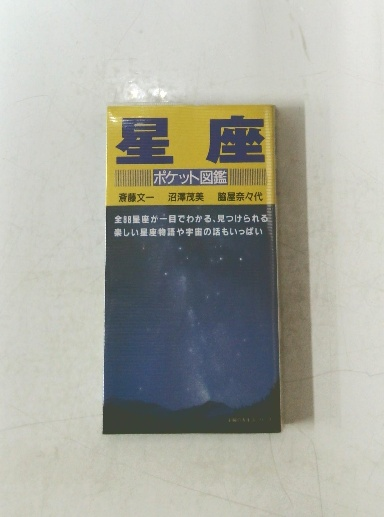 星座
ポケット図鑑
斎藤文一 沼澤茂美 脇屋奈々代
全88星座が一目でわかる、見つけられる
楽しい星座物語や宇宙の話もいっぱい